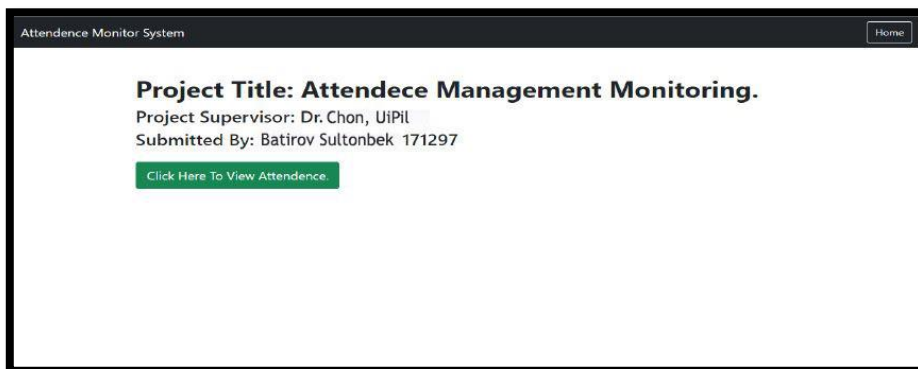 Attendence Monitor System
Home
Project Title: Attendece Management Monitoring.
Project Supervisor: Dr. Chon, UiPil
Submitted By: Batirov Sultonbek 171297
Click Here To View Attendence.